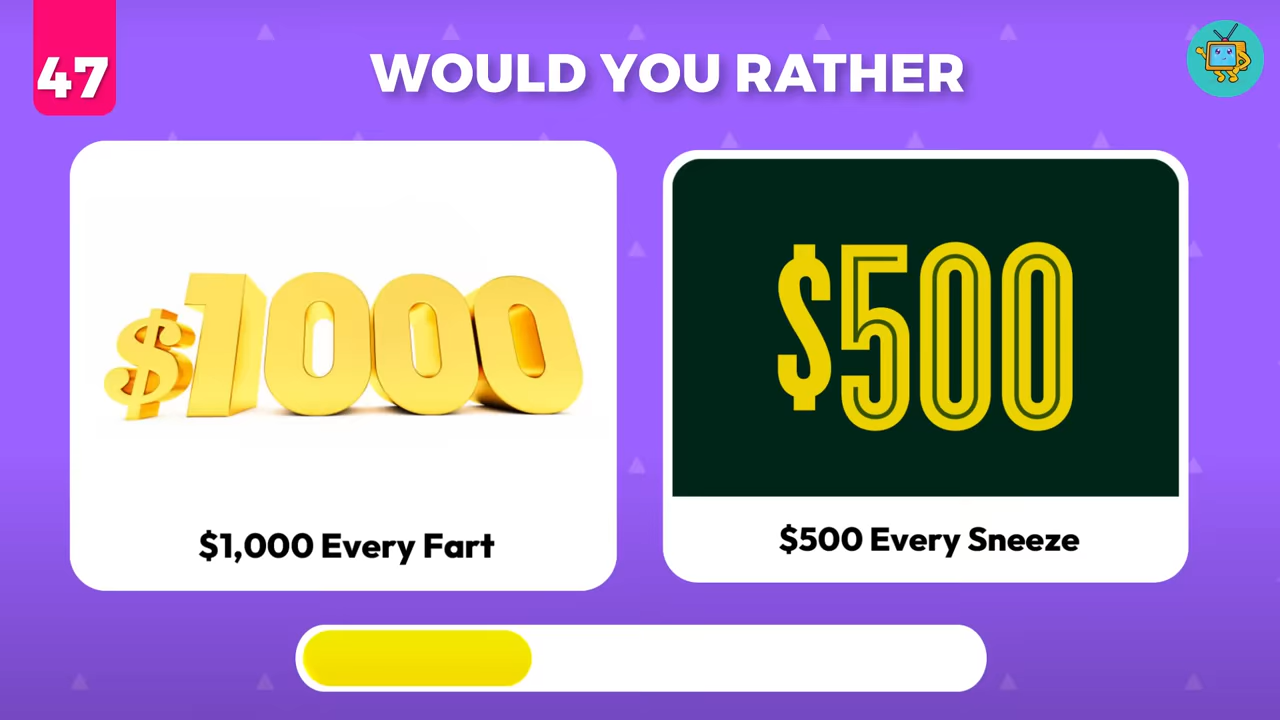 47
WOULD YOU RATHER
$1000
$500
$1,000 Every Fart
$500 Every Sneeze